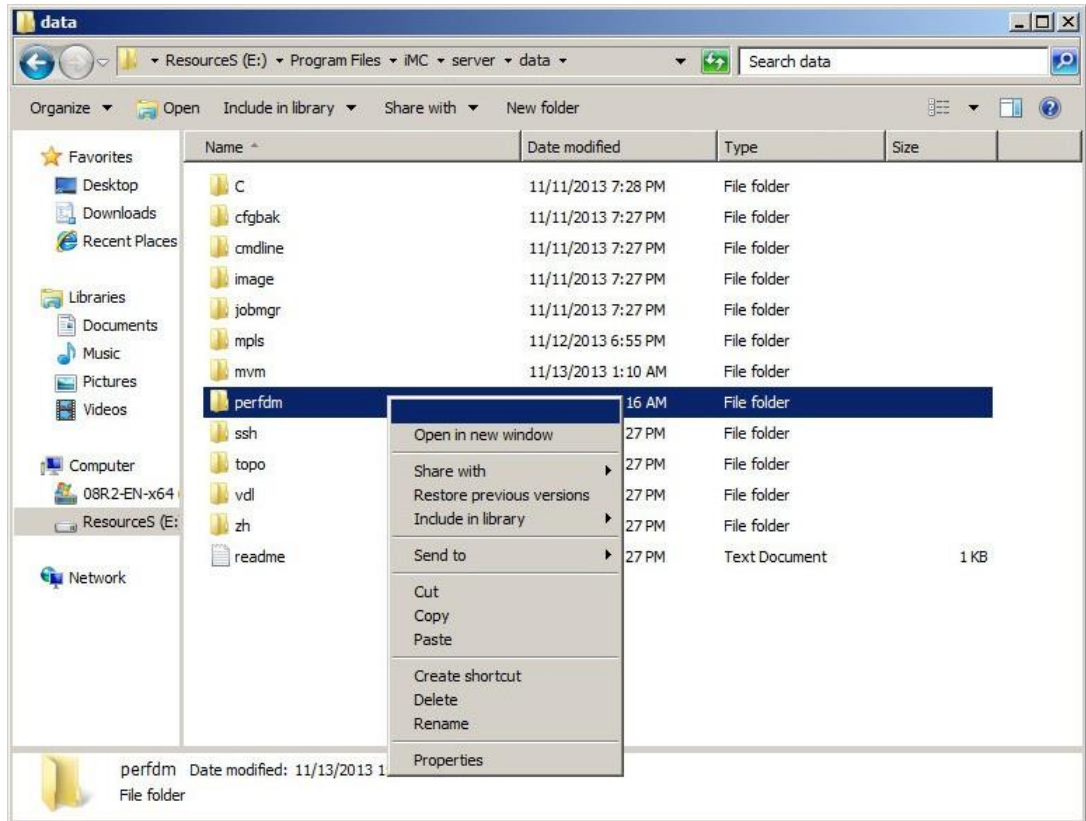 data
ResourceS (E:) Program Files iMC server data Search data
Organize Open Include in library Share with New folder
Favorites
Desktop
Downloads
Recent Places
Libraries
Documents
Music
Pictures
Videos
Computer
08R2-EN-x64
ResourceS (E:
Network
Name Date modified Type Size
C 11/11/2013 7:28 PM File folder
cfgbak 11/11/2013 7:27 PM File folder
cmdline 11/11/2013 7:27 PM File folder
image 11/11/2013 7:27 PM File folder
jobmgr 11/11/2013 7:27 PM File folder
mpls 11/12/2013 6:55 PM File folder
mvm 11/13/2013 1:10 AM File folder
perfdm 16 AM File folder
ssh 27 PM File folder
topo 27 PM File folder
vdl 27 PM File folder
zh 27 PM File folder
readme 27 PM Text Document 1 KB
Open in new window
Share with
Restore previous versions
Include in library
Send to
Cut
Copy
Paste
Create shortcut
Delete
Rename
Properties
perfdm Date modified: 11/13/2013 1:
File folder